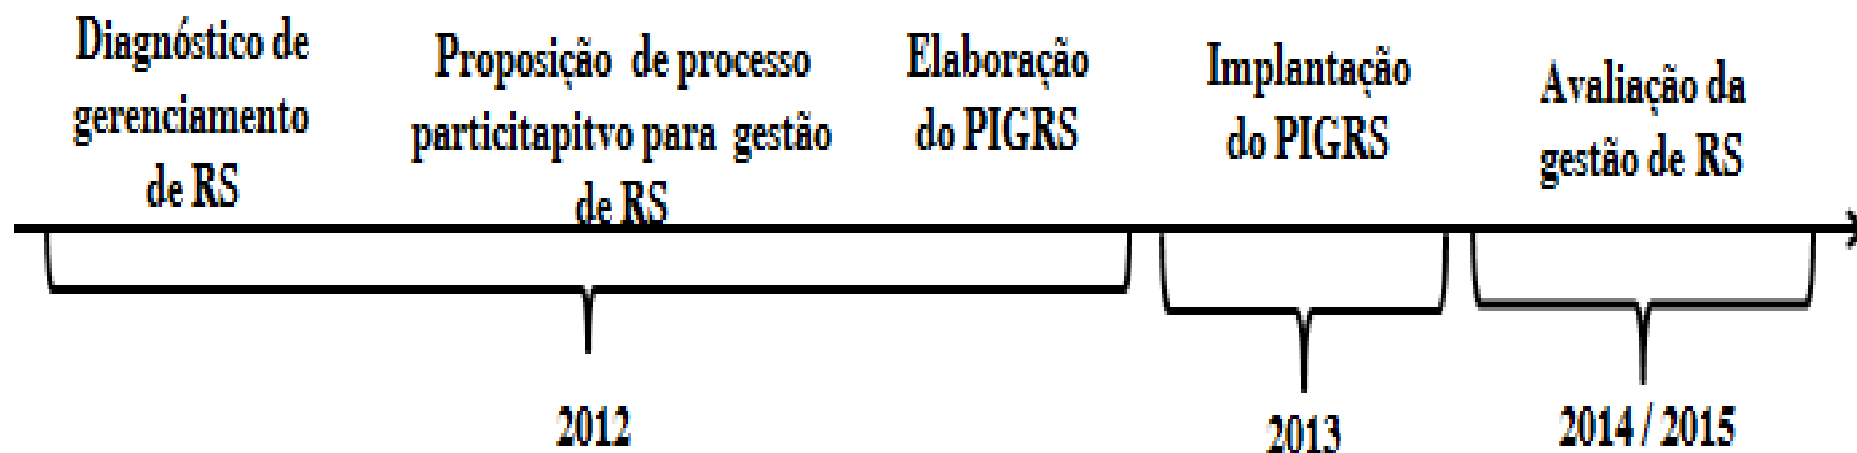 Diagnóstico de
gerenciamento
de RS
Proposição de processo
particitapitvo para gestão
de RS
Elaboração
do PIGRS
Implantação
do PIGRS
Avaliação da
gestão de RS
2012
2013
2014 / 2015